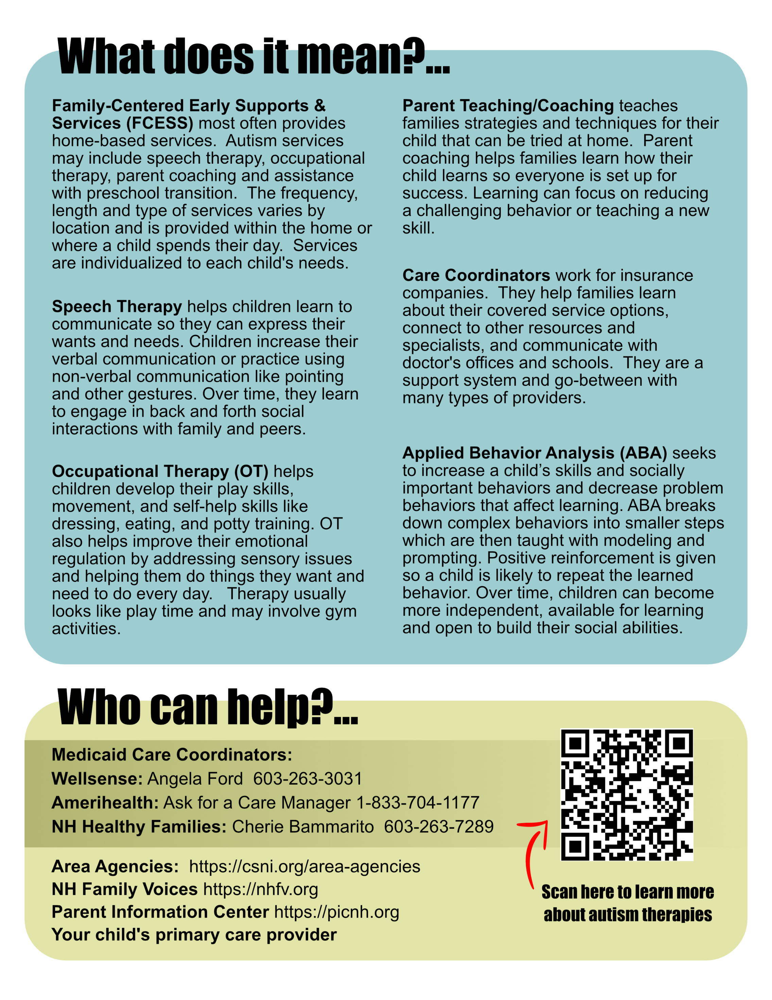 What does it mean?...
Family-Centered Early Supports &
Services (FCESS) most often provides
home-based services.  Autism services
may include speech therapy, occupational
therapy, parent coaching and assistance
with preschool transition.  The frequency,
length and type of services varies by
location and is provided within the home or
where a child spends their day.  Services
are individualized to each child's needs.
Speech Therapy helps children learn to
communicate so they can express their
wants and needs. Children increase their
verbal communication or practice using
non-verbal communication like pointing
and other gestures. Over time, they learn
to engage in back and forth social
interactions with family and peers.
Occupational Therapy (OT) helps
children develop their play skills,
movement, and self-help skills like
dressing, eating, and potty training. OT
also helps improve their emotional
regulation by addressing sensory issues
and helping them do things they want and
need to do every day.   Therapy usually
looks like play time and may involve gym
activities.
Parent Teaching/Coaching teaches
families strategies and techniques for their
child that can be tried at home.  Parent
coaching helps families learn how their
child learns so everyone is set up for
success. Learning can focus on reducing
a challenging behavior or teaching a new
skill.
Care Coordinators work for insurance
companies.  They help families learn
about their covered service options,
connect to other resources and
specialists, and communicate with
doctor's offices and schools.  They are a
support system and go-between with
many types of providers.
Applied Behavior Analysis (ABA) seeks
to increase a child’s skills and socially
important behaviors and decrease problem
behaviors that affect learning. ABA breaks
down complex behaviors into smaller steps
which are then taught with modeling and
prompting. Positive reinforcement is given
so a child is likely to repeat the learned
behavior. Over time, children can become
more independent, available for learning
and open to build their social abilities.
Who can help?...
Medicaid Care Coordinators:
Wellsense: Angela Ford  603-263-3031
Amerihealth: Ask for a Care Manager 1-833-704-1177
NH Healthy Families: Cherie Bammarito  603-263-7289
Area Agencies:  https://csni.org/area-agencies
NH Family Voices https://nhfv.org
Parent Information Center https://picnh.org
Your child's primary care provider
Scan here to learn more
about autism therapies